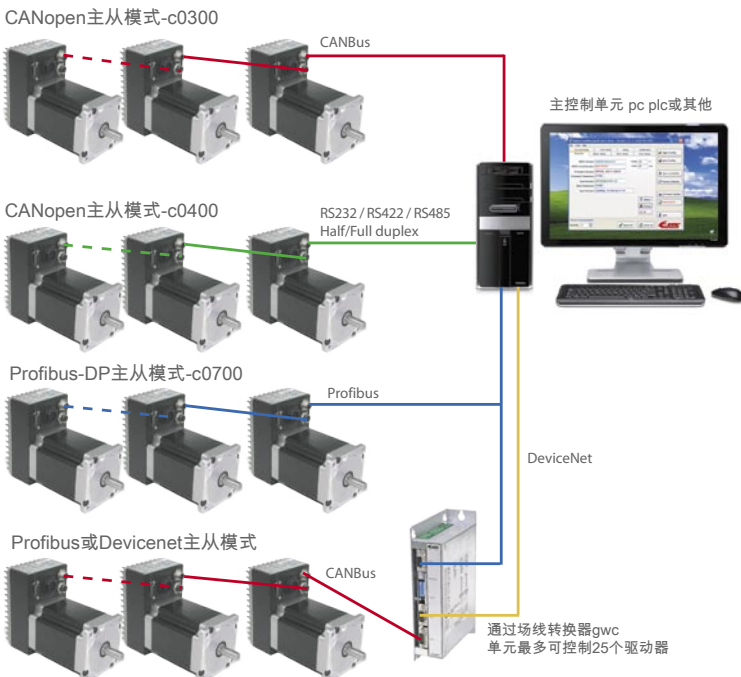 CANopen主从模式-c0300
CANBus
主控制单元 pc plc或其他
CANopen主从模式-c0400
RS232 / RS422 / RS485
Half/Full duplex
Profibus-DP主从模式-c0700
Profibus
DeviceNet
Profibus或Devicenet主从模式
CANBus
通过场线转换器gwc
单元最多可控制25个驱动器